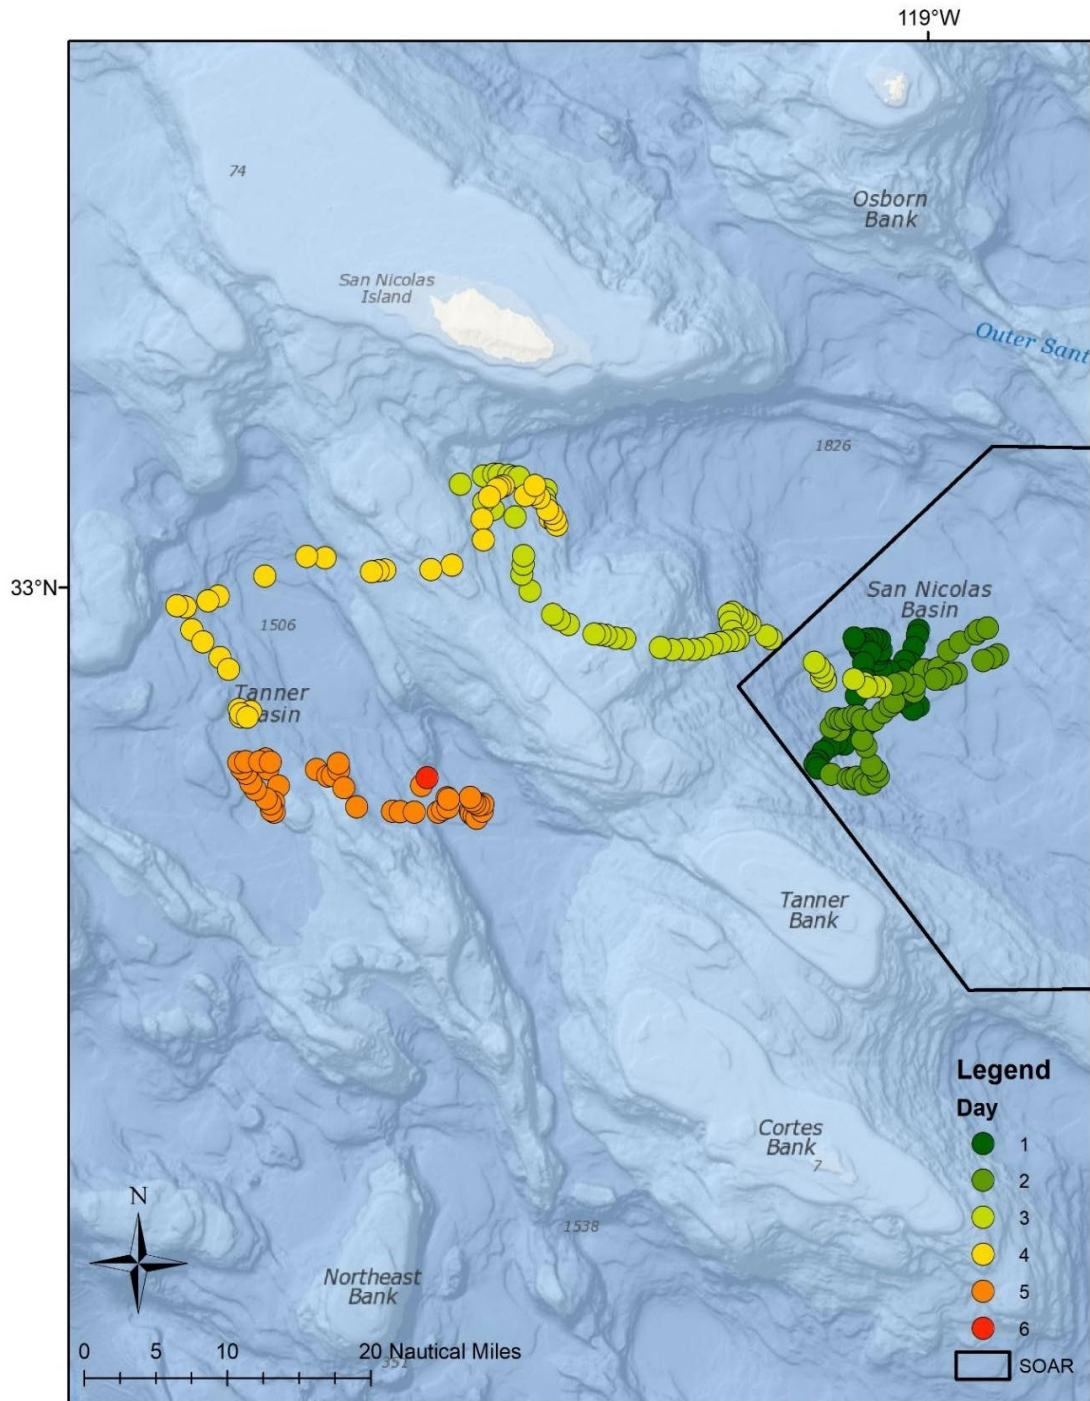 119°W
74
Osborn
Bank
San Nicolas
Island
Outer Sant
1826
33°N
San Nicolas
Basin
1506
Tanner
Basin
Tanner
Bank
Legend
Day
Cortes
Bank
7
1
2
N
3
1538
4
Northeast
Bank
5
6
0 5 10 20 Nautical Miles
351
SOAR